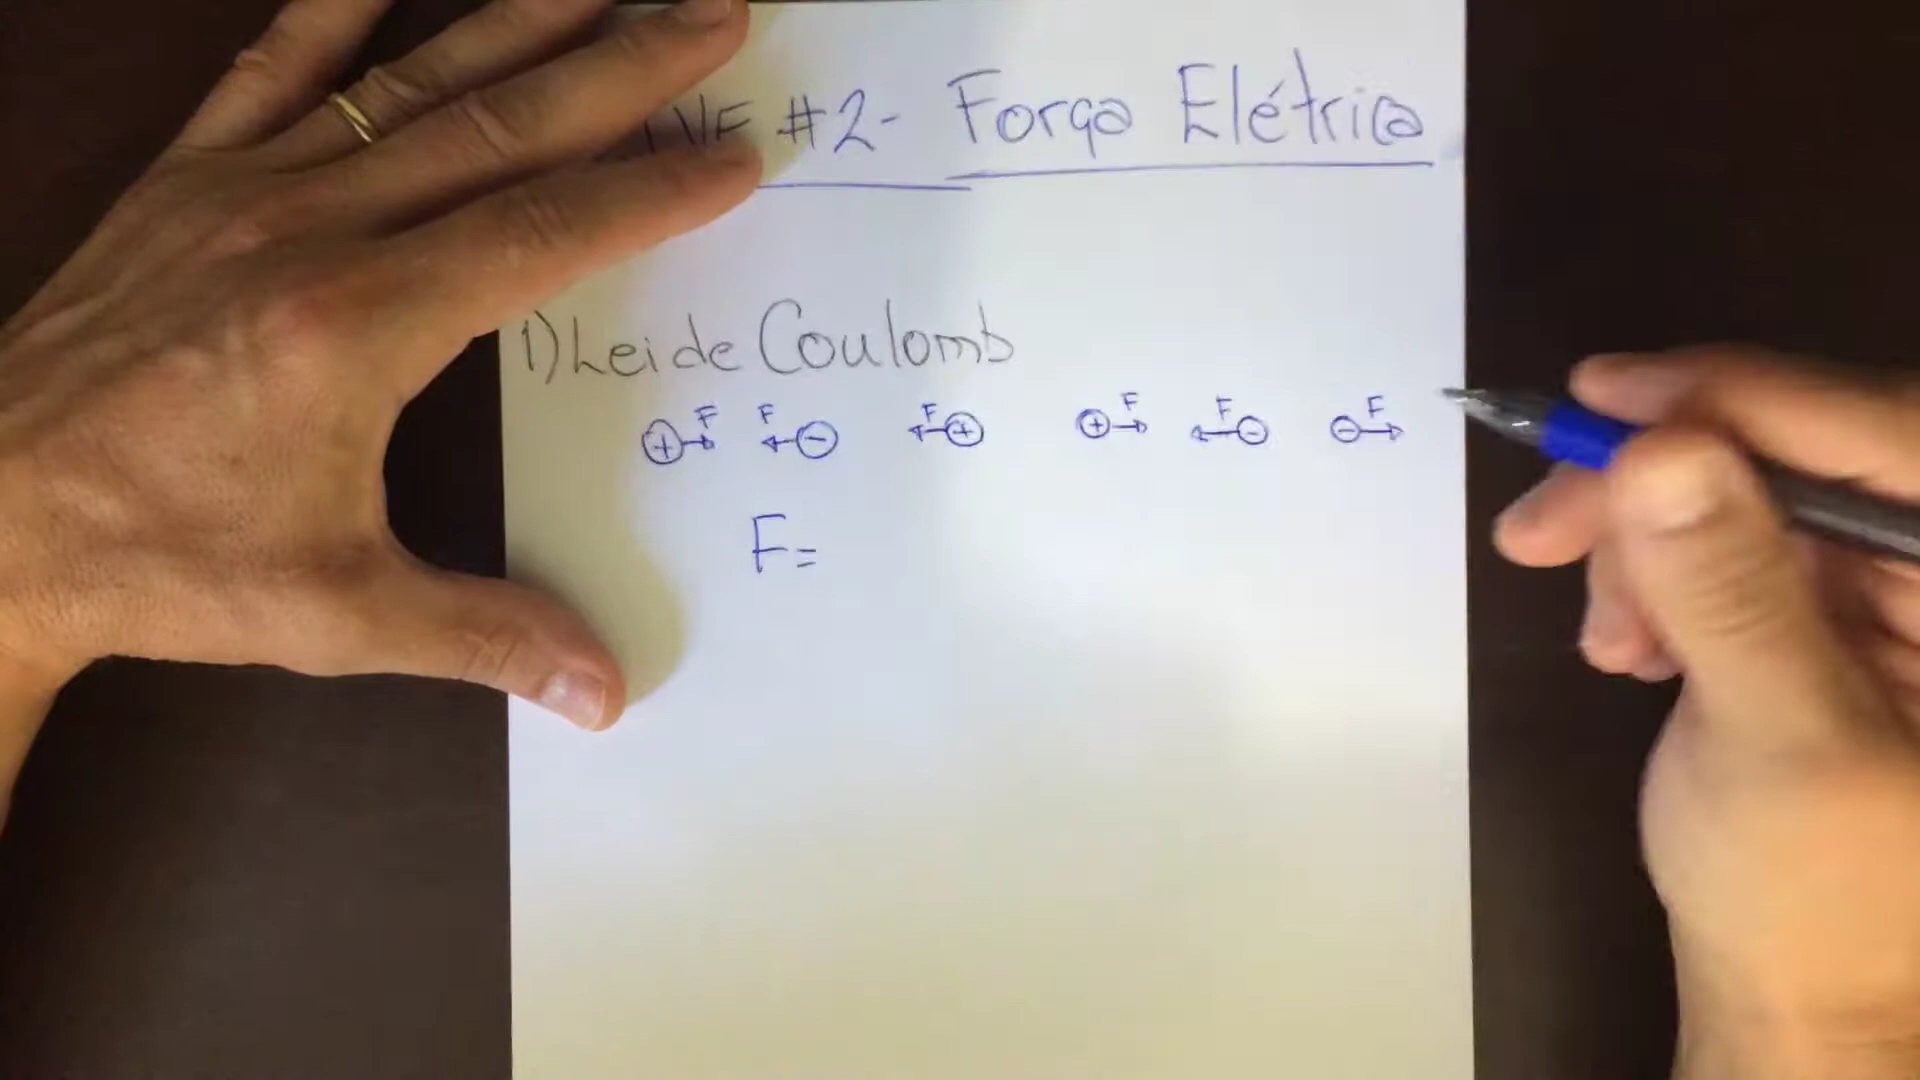 #2- Força Elétrica
1) Lei de Coulomb
F F F F F F
+ - + + - -
F=